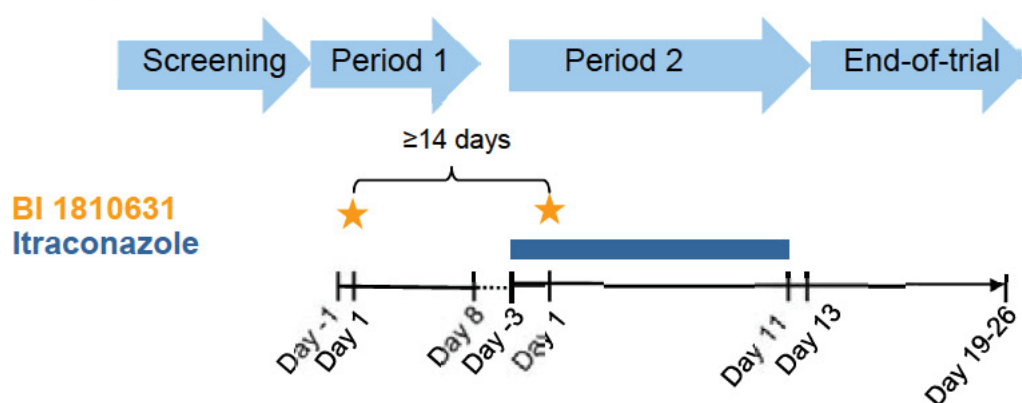 Screening
Period 1
Period 2
End-of-trial
≥14 days
BI 1810631
Itraconazole
Day -1
Day 1
Day 8
Day -3
Day 1
Day 11
Day 13
Day 19-26